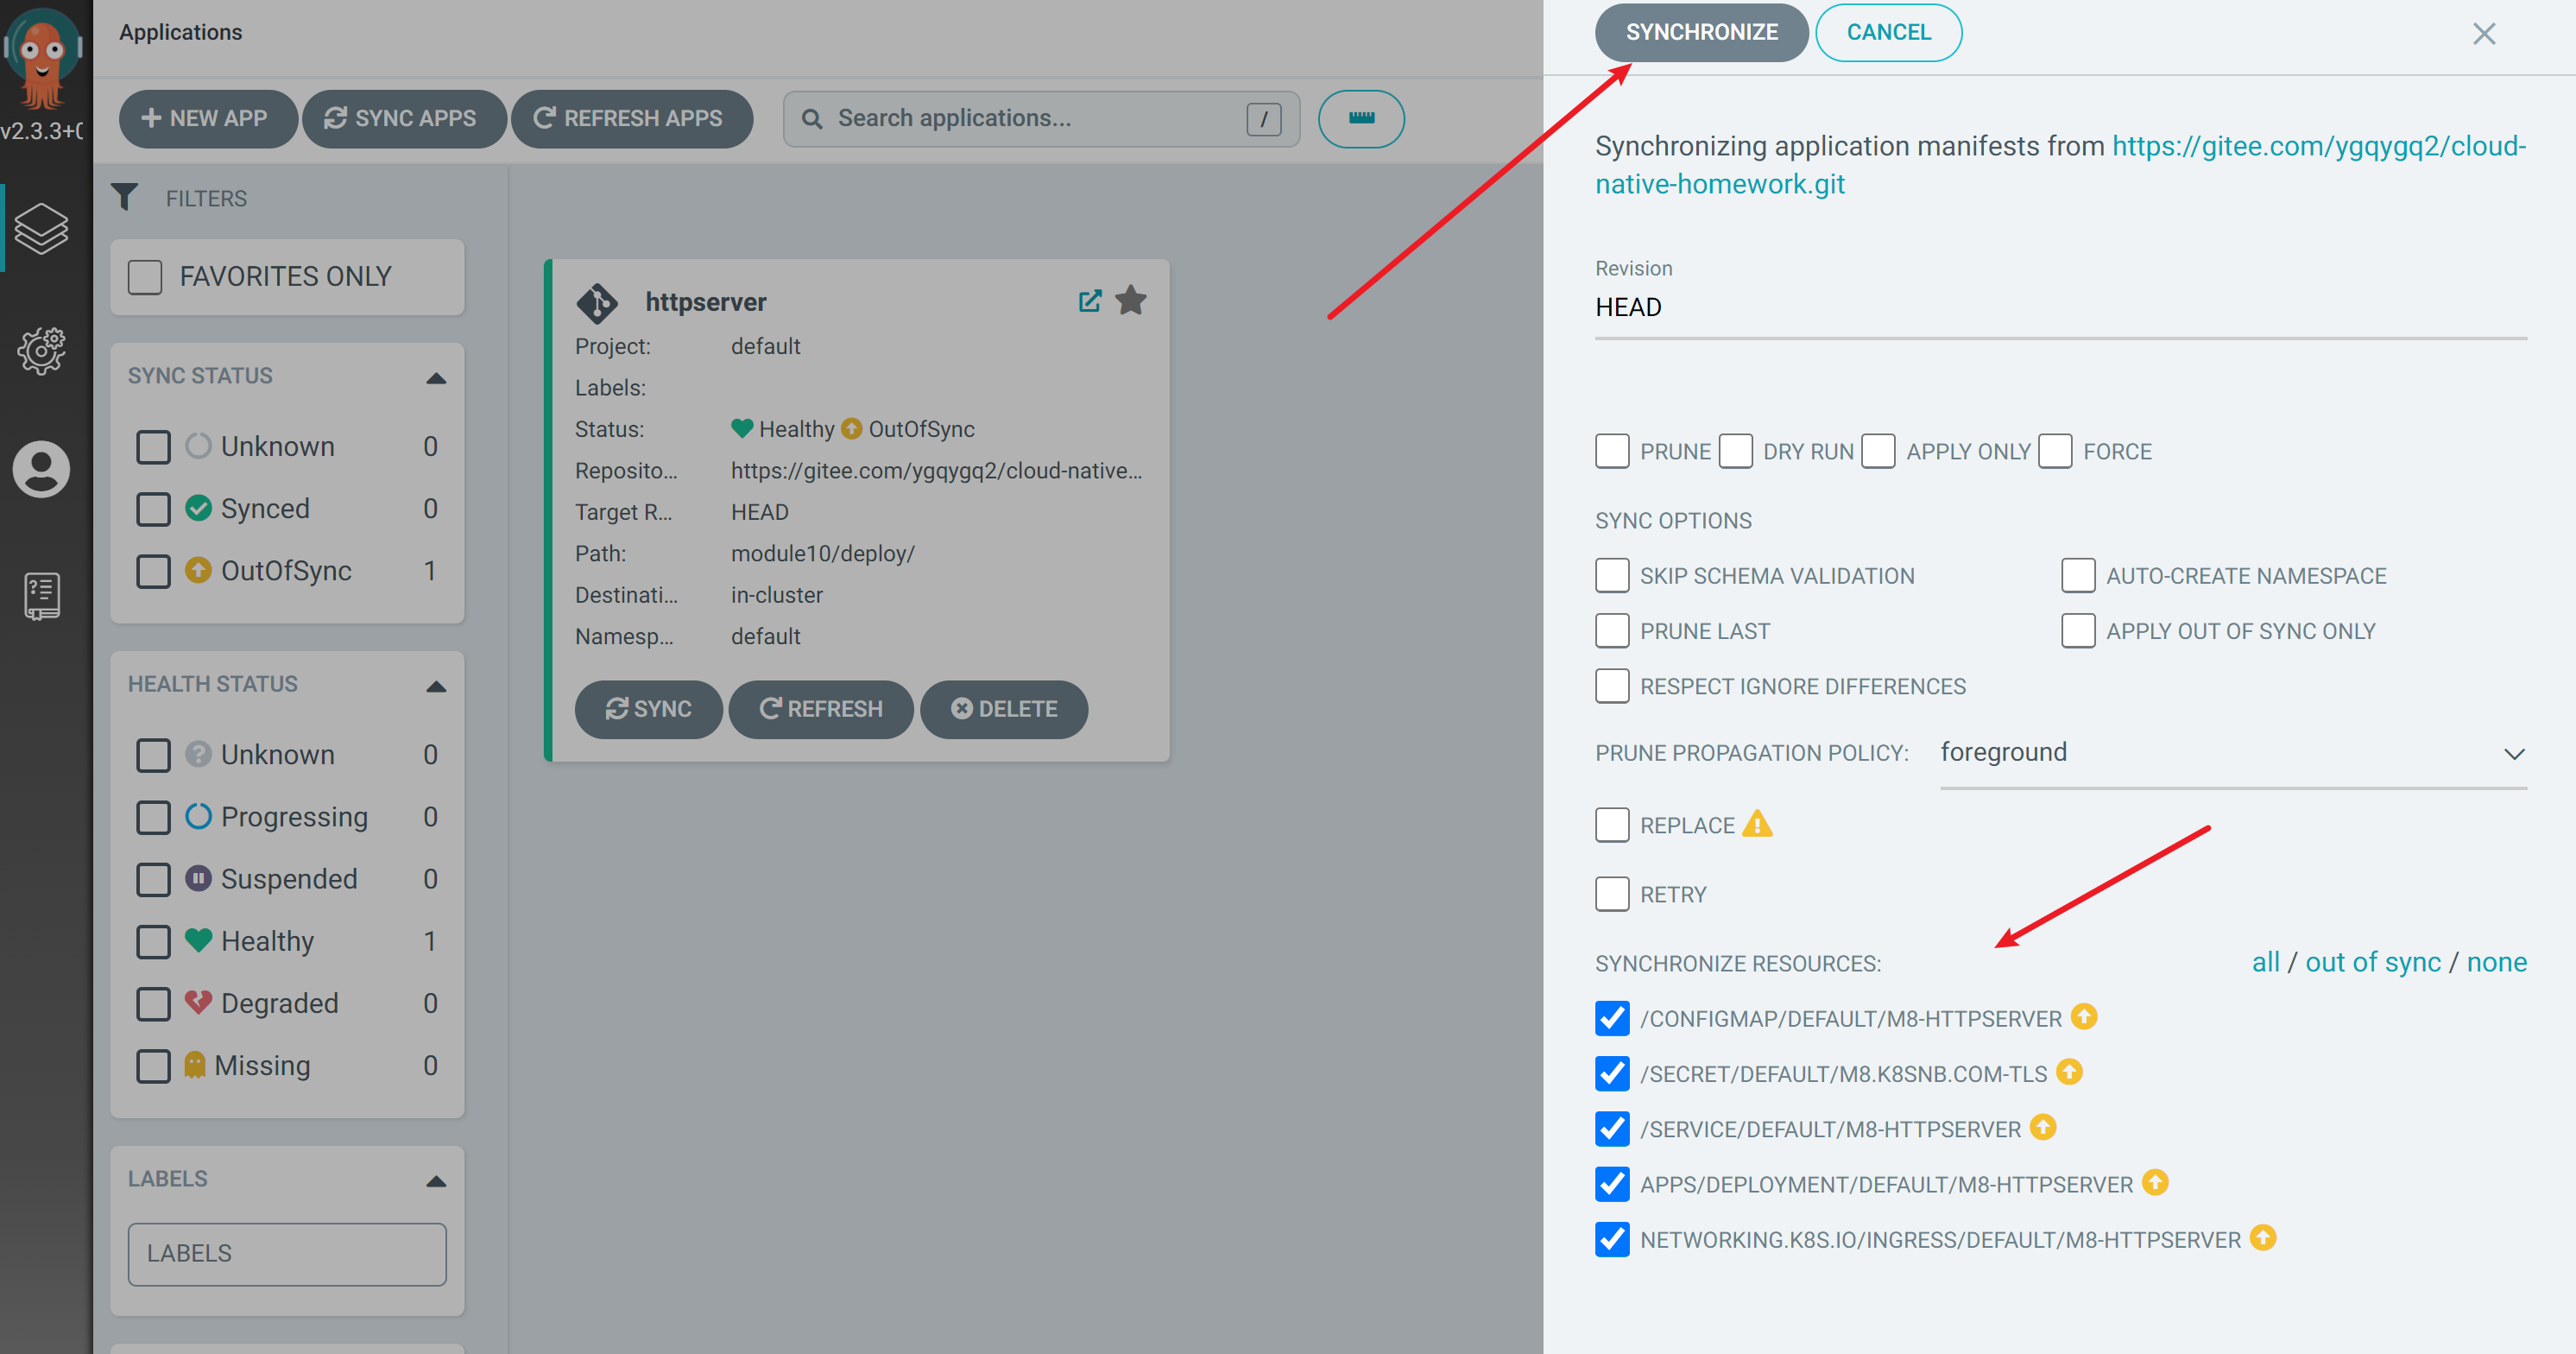 v2.3.3+0
Applications
NEW APP
SYNC APPS
REFRESH APPS
Search applications...
/
FILTERS
FAVORITES ONLY
SYNC STATUS
Unknown 0
Synced 0
OutOfSync 1
HEALTH STATUS
Unknown 0
Progressing 0
Suspended 0
Healthy 1
Degraded 0
Missing 0
LABELS
LABELS
httpserver
Project: default
Labels:
Status: Healthy OutOfSync
Reposito... https://gitee.com/ygqygq2/cloud-native...
Target R... HEAD
Path: module10/deploy/
Destinati... in-cluster
Namesp... default
SYNC
REFRESH
DELETE
SYNCHRONIZE
CANCEL
Synchronizing application manifests from https://gitee.com/ygqygq2/cloud-
native-homework.git
Revision
HEAD
PRUNE DRY RUN APPLY ONLY FORCE
SYNC OPTIONS
SKIP SCHEMA VALIDATION AUTO-CREATE NAMESPACE
PRUNE LAST APPLY OUT OF SYNC ONLY
RESPECT IGNORE DIFFERENCES
PRUNE PROPAGATION POLICY: foreground
REPLACE
RETRY
SYNCHRONIZE RESOURCES: all / out of sync / none
/CONFIGMAP/DEFAULT/M8-HTTPSERVER
/SECRET/DEFAULT/M8.K8SNB.COM-TLS
/SERVICE/DEFAULT/M8-HTTPSERVER
APPS/DEPLOYMENT/DEFAULT/M8-HTTPSERVER
NETWORKING.K8S.IO/INGRESS/DEFAULT/M8-HTTPSERVER